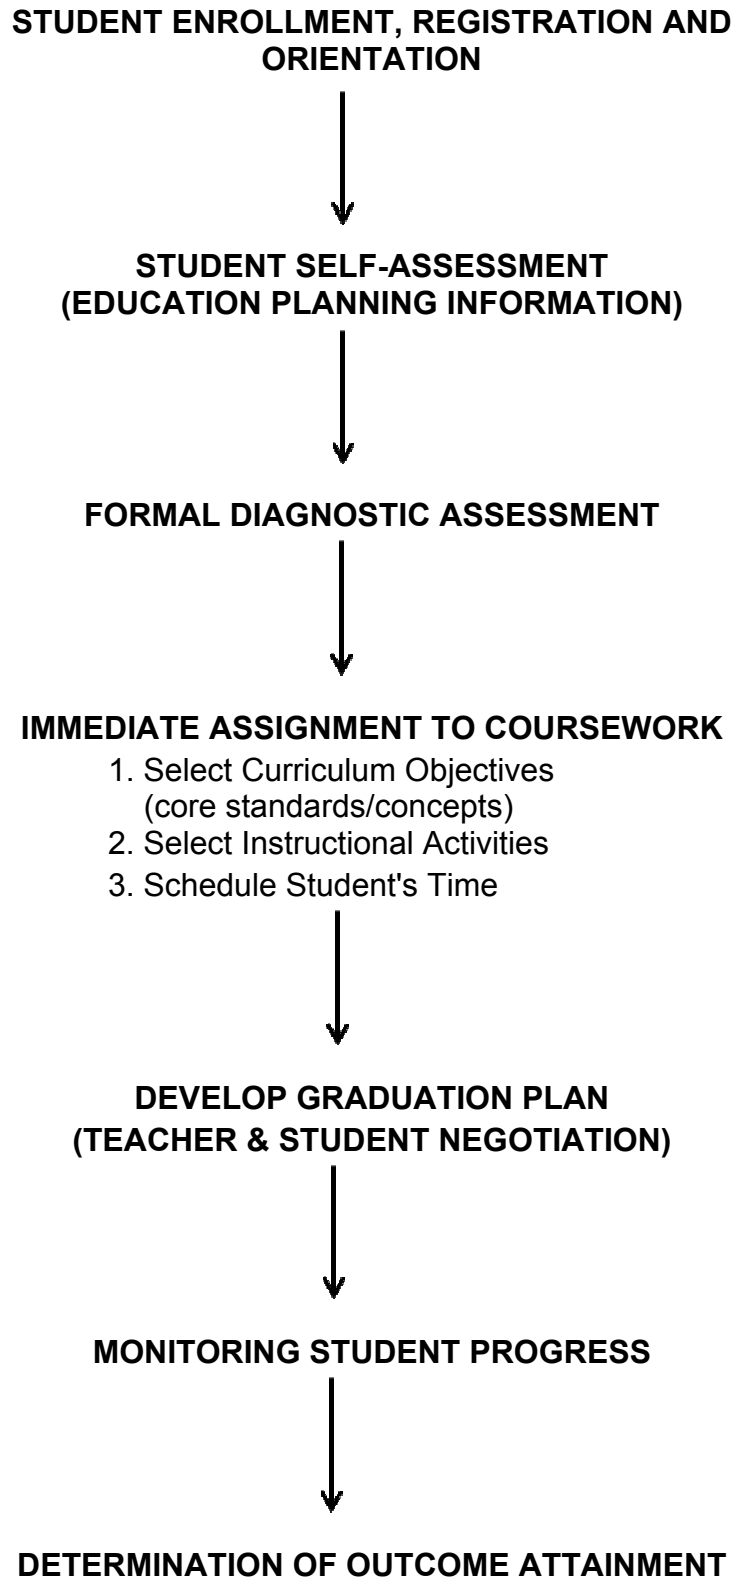 STUDENT ENROLLMENT, REGISTRATION AND
ORIENTATION
STUDENT SELF-ASSESSMENT
(EDUCATION PLANNING INFORMATION)
FORMAL DIAGNOSTIC ASSESSMENT
IMMEDIATE ASSIGNMENT TO COURSEWORK
1. Select Curriculum Objectives
(core standards/concepts)
2. Select Instructional Activities
3. Schedule Student's Time
DEVELOP GRADUATION PLAN
(TEACHER & STUDENT NEGOTIATION)
MONITORING STUDENT PROGRESS
DETERMINATION OF OUTCOME ATTAINMENT